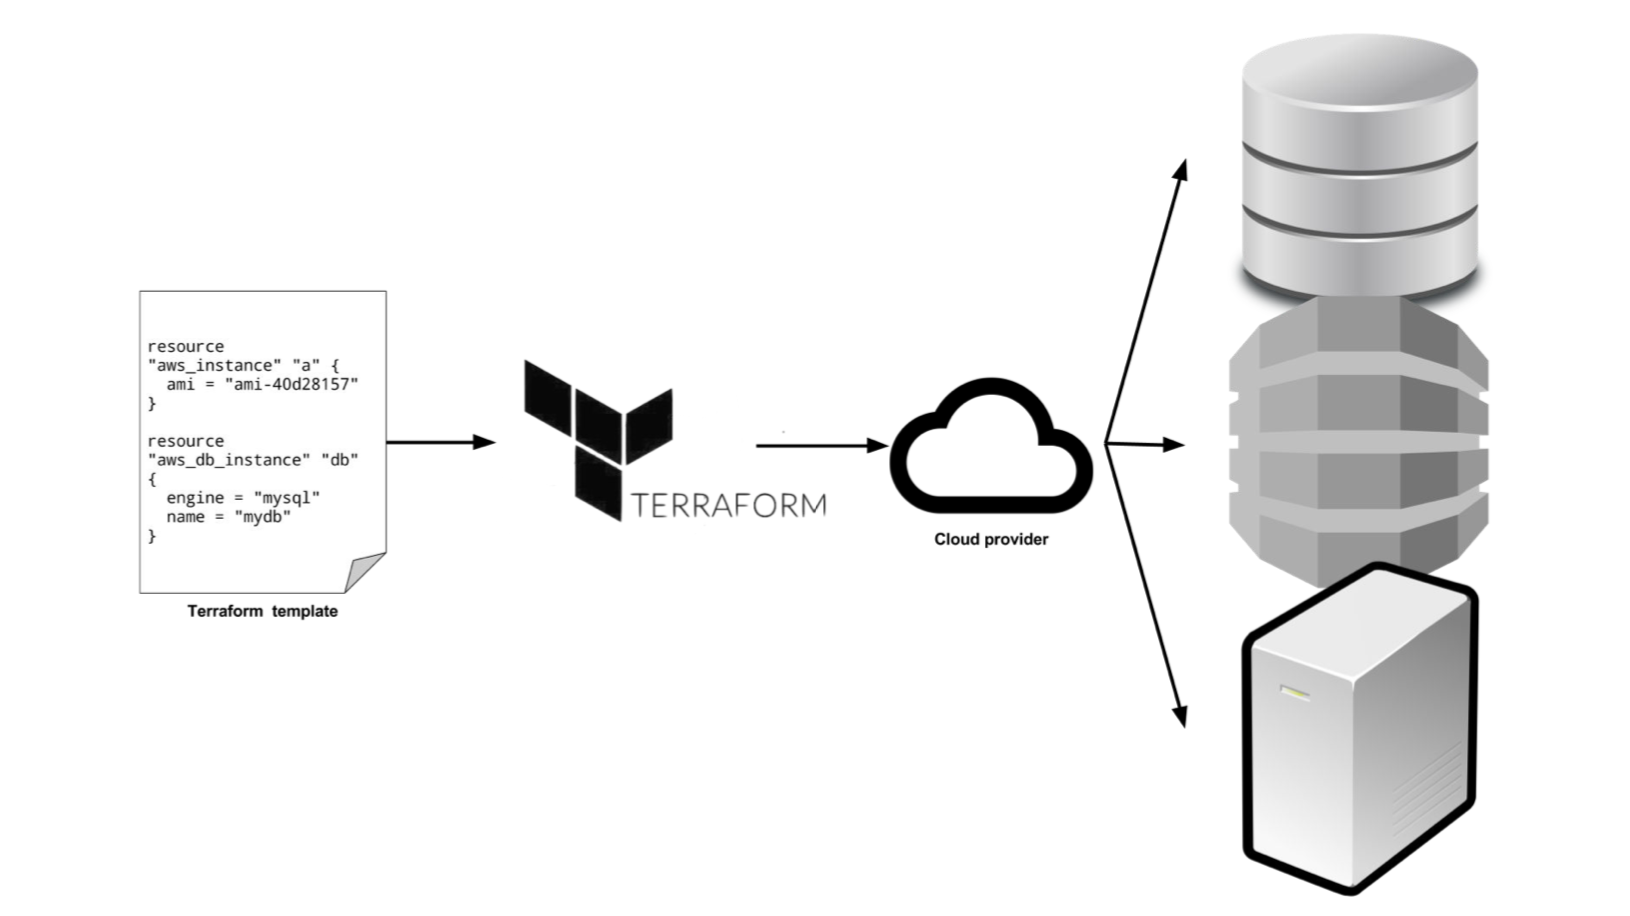 resource
"aws_instance" "a" {
  ami = "ami-40d28157"
}
resource
"aws_db_instance" "db"
{
  engine = "mysql"
  name = "mydb"
}
Terraform template
TERRAFORM
Cloud provider